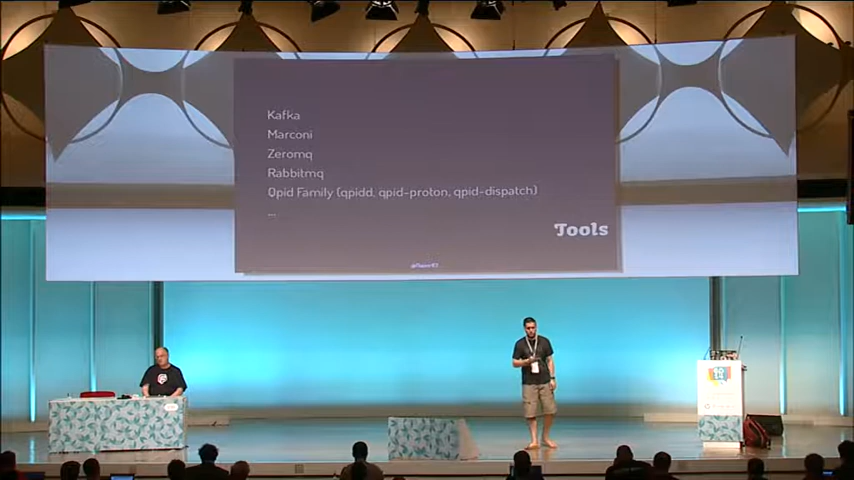 Kafka
Marconi
Zeromq
Rabbitmq
Qpid Family (qpidd, qpid-proton, qpid-dispatch)
...
Tools